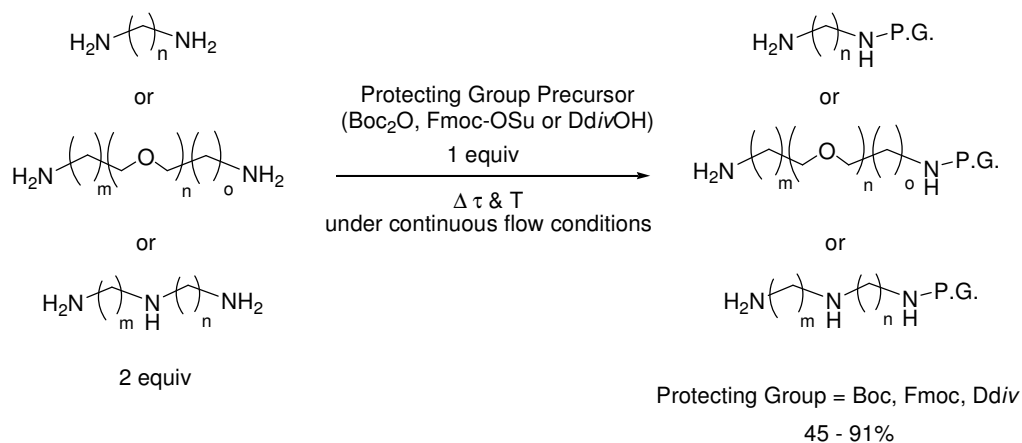 H2N ( ) n NH2
or
H2N ( ) m ( O ) n ( ) o NH2
or
H2N ( ) m N H ( ) n NH2
2 equiv
Protecting Group Precursor
(Boc2O, Fmoc-OSu or DdivOH)
1 equiv
Δ τ & T
under continuous flow conditions
H2N ( ) n N H P.G.
or
H2N ( ) m ( O ) n ( ) o N H P.G.
or
H2N ( ) m N H ( ) n N H P.G.
Protecting Group = Boc, Fmoc, Ddiv
45 - 91%